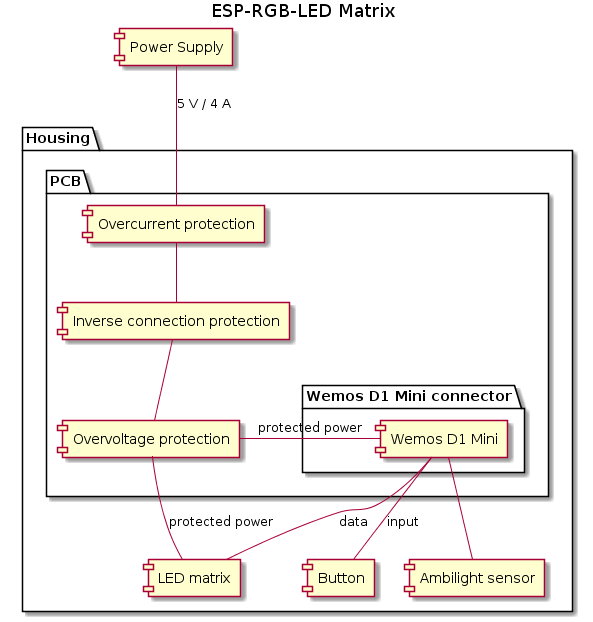 ESP-RGB-LED Matrix
Power Supply
5 V / 4 A
Housing
PCB
Overcurrent protection
Inverse connection protection
Wemos D1 Mini connector
protected power
Overvoltage protection
Wemos D1 Mini
protected power
data
input
LED matrix
Button
Ambilight sensor